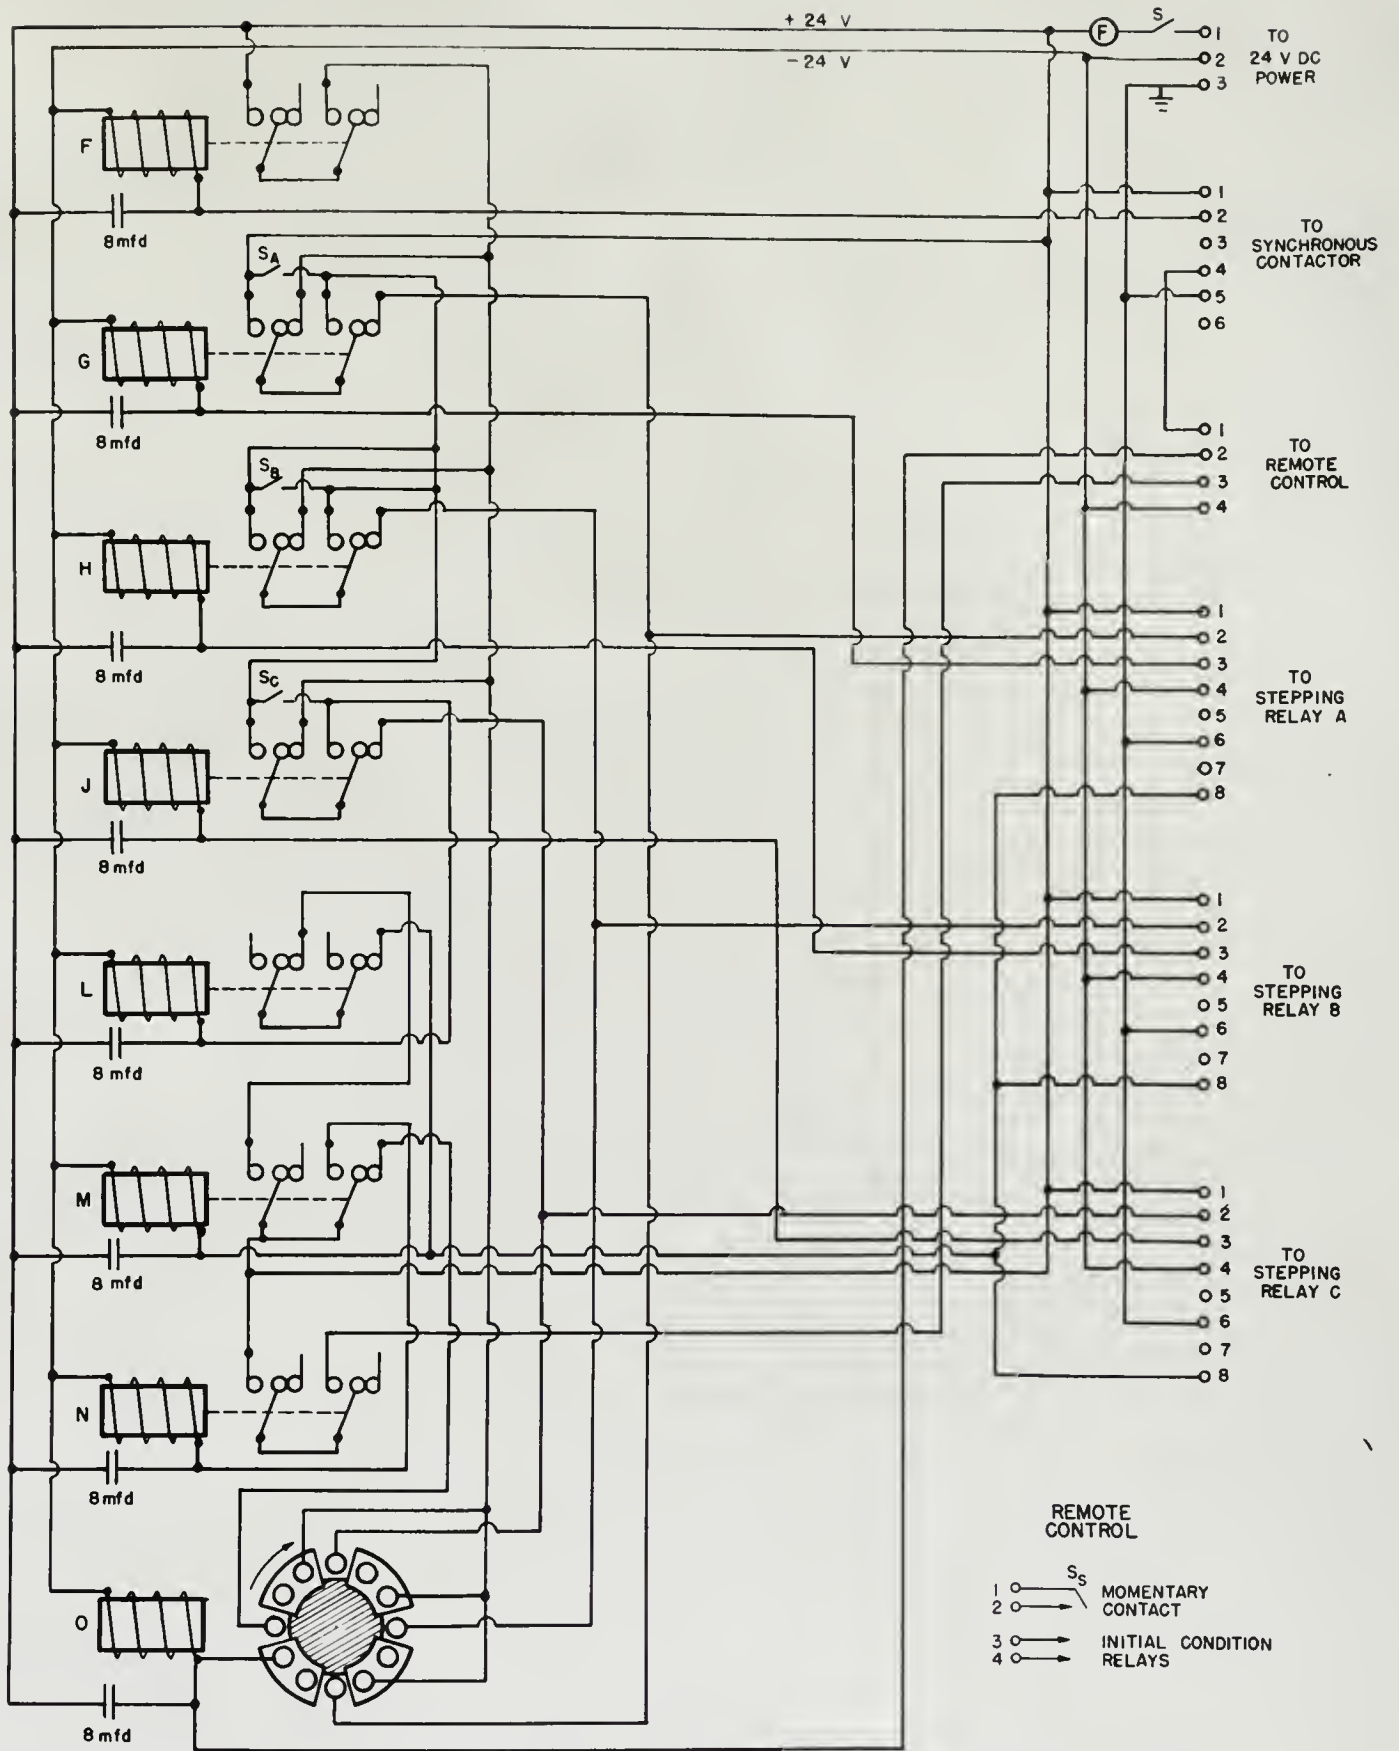 + 24 V
F
S
1
TO
2
24 V DC
- 24 V
3
POWER
F
8 mfd
1
2
TO
3
SYNCHRONOUS
CONTACTOR
4
5
6
SA
G
8 mfd
1
TO
2
REMOTE
3
CONTROL
4
SB
H
8 mfd
1
2
3
TO
4
STEPPING
5
RELAY A
6
7
8
SC
J
8 mfd
1
2
3
TO
4
STEPPING
5
RELAY B
6
7
8
L
8 mfd
M
8 mfd
1
2
3
TO
4
STEPPING
5
RELAY C
6
7
8
N
8 mfd
REMOTE
CONTROL
SS
1
MOMENTARY
2
CONTACT
3
INITIAL CONDITION
4
RELAYS
O
8 mfd